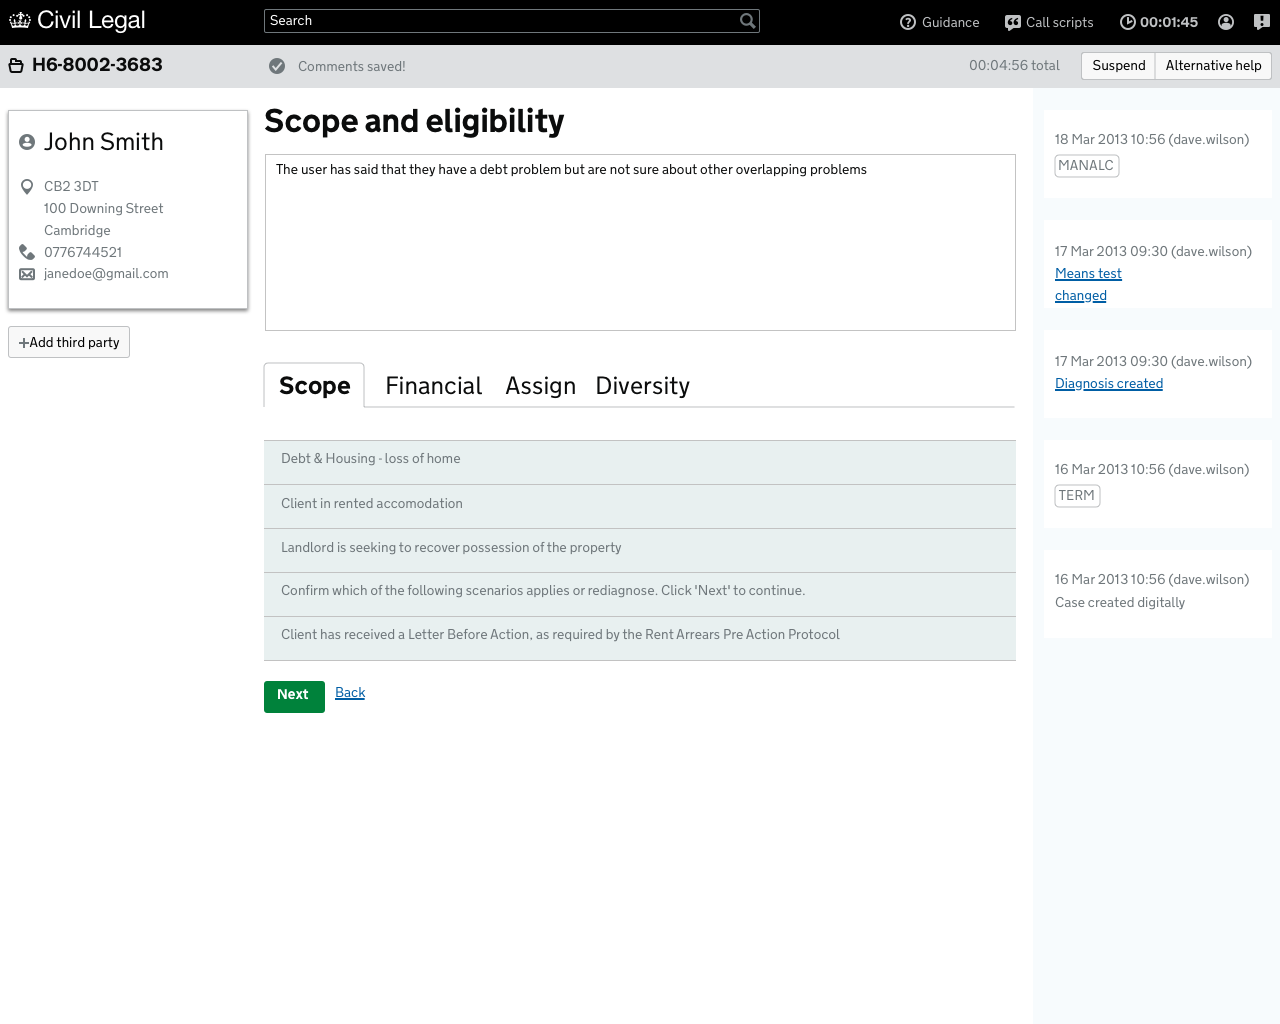 Civil Legal
Search
Guidance
Call scripts
00:01:45
H6-8002-3683
Comments saved!
00:04:56 total
Suspend
Alternative help
John Smith
CB2 3DT
100 Downing Street
Cambridge
0776744521
janedoe@gmail.com
+Add third party
Scope and eligibility
The user has said that they have a debt problem but are not sure about other overlapping problems
Scope
Financial
Assign
Diversity
Debt & Housing - loss of home
Client in rented accomodation
Landlord is seeking to recover possession of the property
Confirm which of the following scenarios applies or rediagnose. Click 'Next' to continue.
Client has received a Letter Before Action, as required by the Rent Arrears Pre Action Protocol
Next
Back
18 Mar 2013 10:56 (dave.wilson)
MANALC
17 Mar 2013 09:30 (dave.wilson)
Means test
changed
17 Mar 2013 09:30 (dave.wilson)
Diagnosis created
16 Mar 2013 10:56 (dave.wilson)
TERM
16 Mar 2013 10:56 (dave.wilson)
Case created digitally